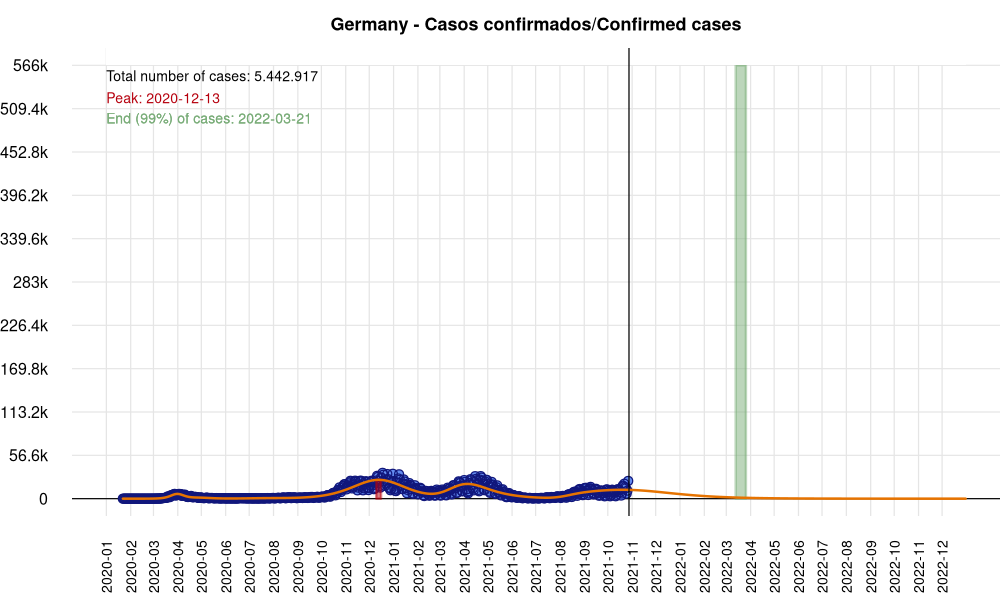 Germany - Casos confirmados/Confirmed cases
566k
Total number of cases: 5.442.917
Peak: 2020-12-13
509.4k
End (99%) of cases: 2022-03-21
452.8k
396.2k
339.6k
283k
226.4k
169.8k
113.2k
56.6k
0
2020-01
2020-02
2020-03
2020-04
2020-05
2020-06
2020-07
2020-08
2020-09
2020-10
2020-11
2020-12
2021-01
2021-02
2021-03
2021-04
2021-05
2021-06
2021-07
2021-08
2021-09
2021-10
2021-11
2021-12
2022-01
2022-02
2022-03
2022-04
2022-05
2022-06
2022-07
2022-08
2022-09
2022-10
2022-11
2022-12